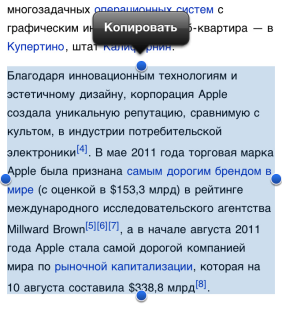 многозадачных операционных систем с
Копировать
графическим ин б-квартира — в
Купертино, штат Калифорния.
Благодаря инновационным технологиям и
эстетичному дизайну, корпорация Apple
создала уникальную репутацию, сравнимую с
культом, в индустрии потребительской
электроники[4]. В мае 2011 года торговая марка
Apple была признана самым дорогим брендом в
мире (с оценкой в $153,3 млрд) в рейтинге
международного исследовательского агентства
Millward Brown[5][6][7], а в начале августа 2011
года Apple стала самой дорогой компанией
мира по рыночной капитализации, которая на
10 августа составила $338,8 млрд[8].